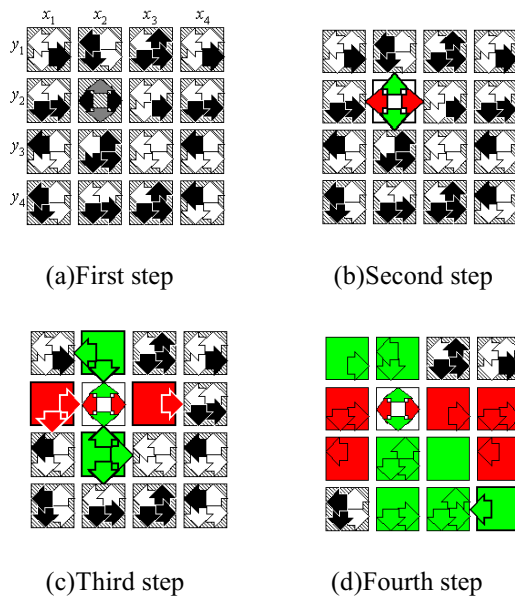 x1 x2 x3 x4
y1
y2
y3
y4
(a)First step
(b)Second step
(c)Third step
(d)Fourth step